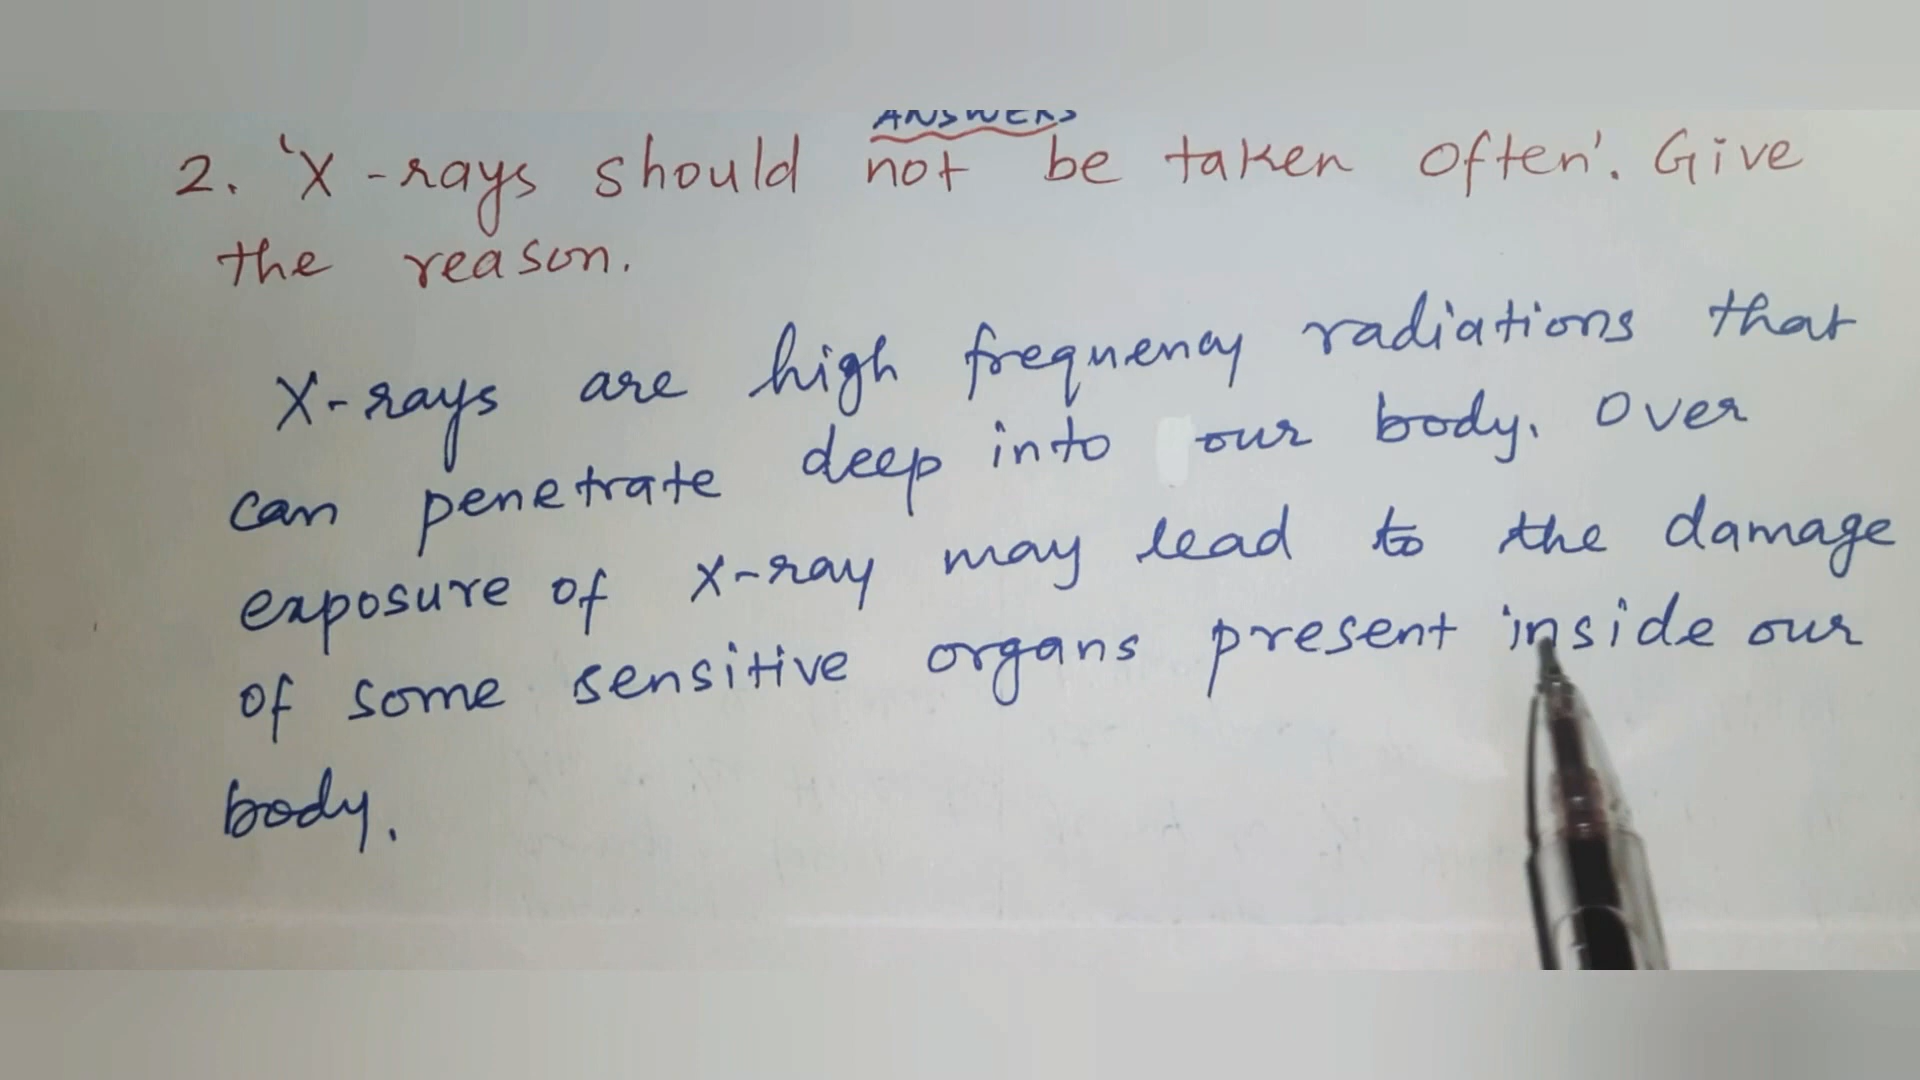 ANSWERS
2. 'X-rays should not be taken often'. Give
the reason.
X-rays are high frequency radiations that
can penetrate deep into our body. Over
exposure of X-ray may lead to the damage
of some sensitive organs present inside our
body.